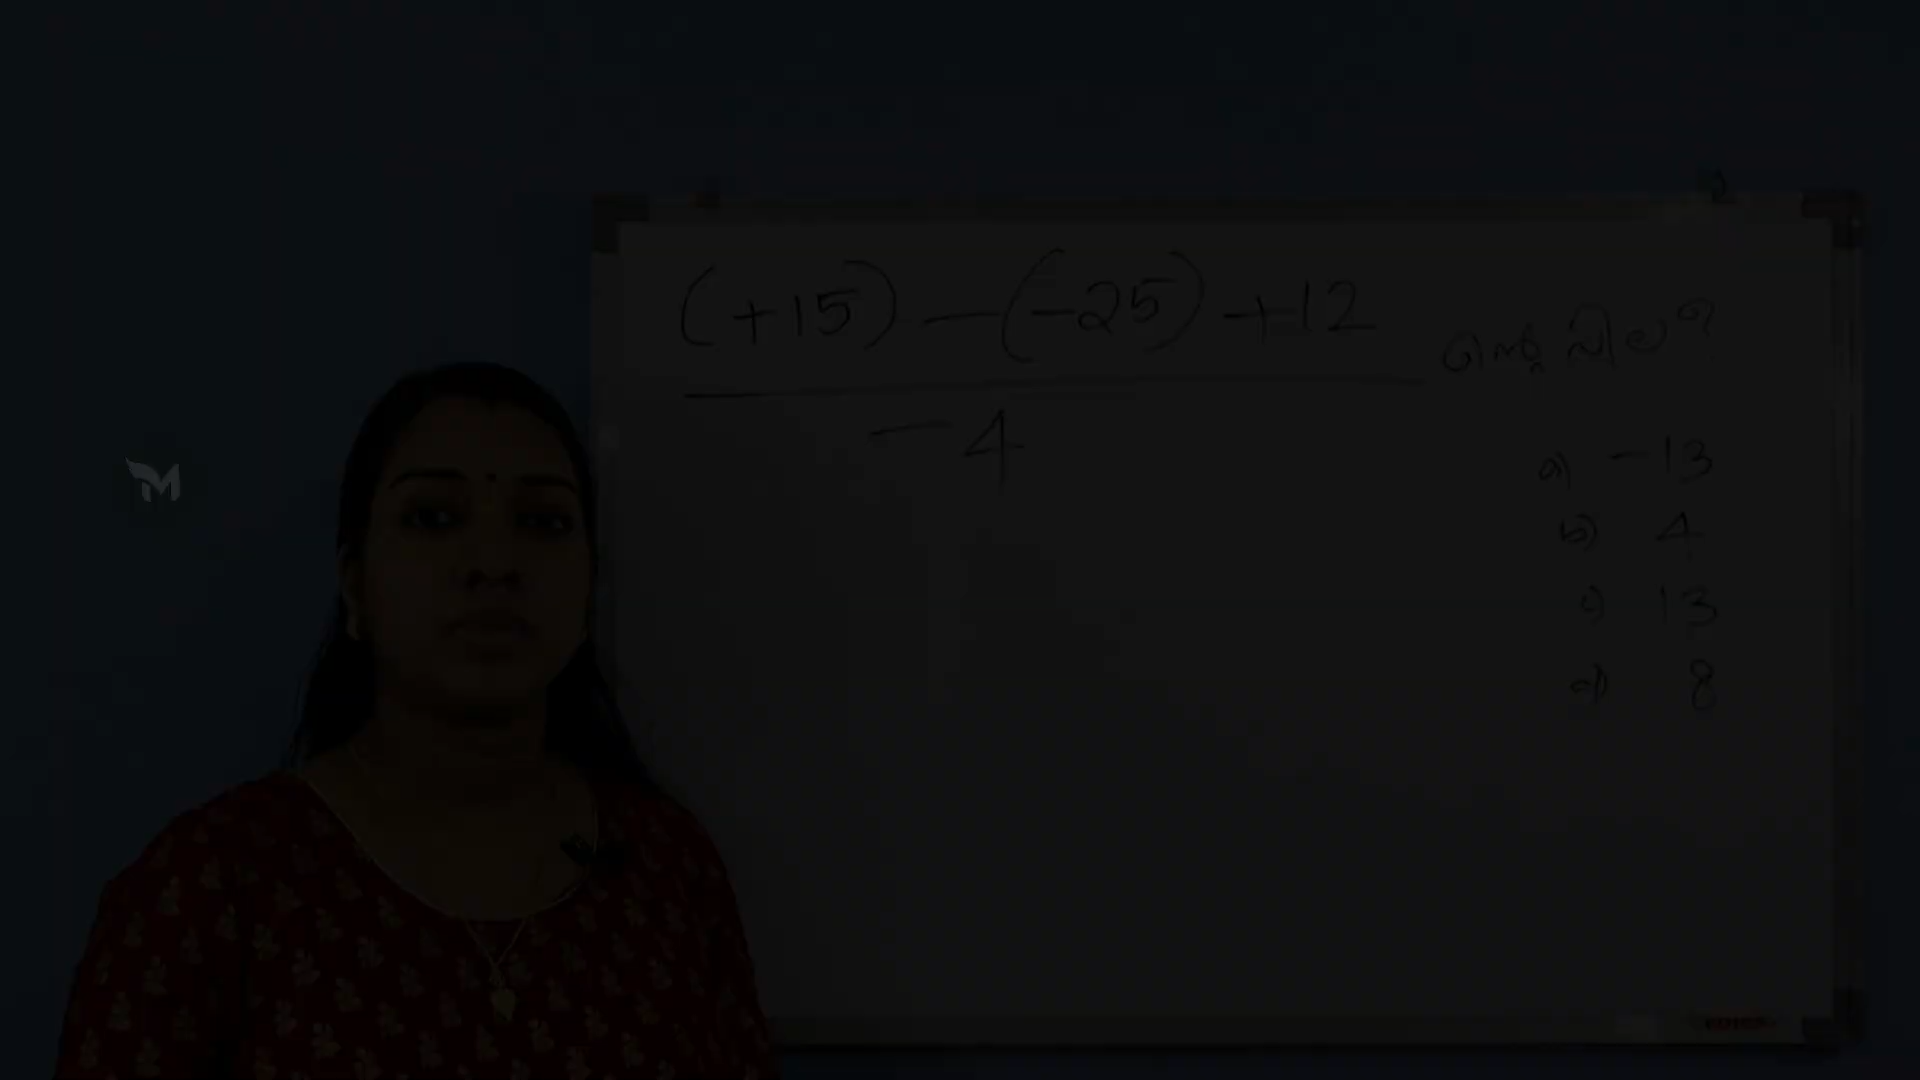 (+15) - (-25) + 12
ന്റെ വില ?
- 4
a) -13
b) 4
c) 13
d) 8